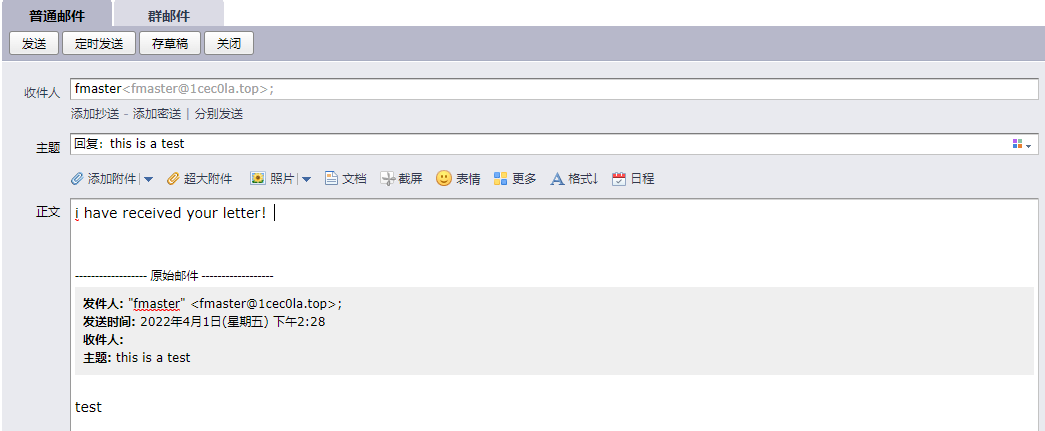 普通邮件 群邮件
发送 定时发送 存草稿 关闭
收件人 fmaster<fmaster@1cec0la.top>;
添加抄送 - 添加密送 | 分别发送
主题 回复：this is a test
添加附件 | 超大附件 照片 | 文档 截屏 表情 更多 格式↓ 日程
正文 i have received your letter!
------------------ 原始邮件 ------------------
发件人: "fmaster" <fmaster@1cec0la.top>;
发送时间: 2022年4月1日(星期五) 下午2:28
收件人:
主题: this is a test
test